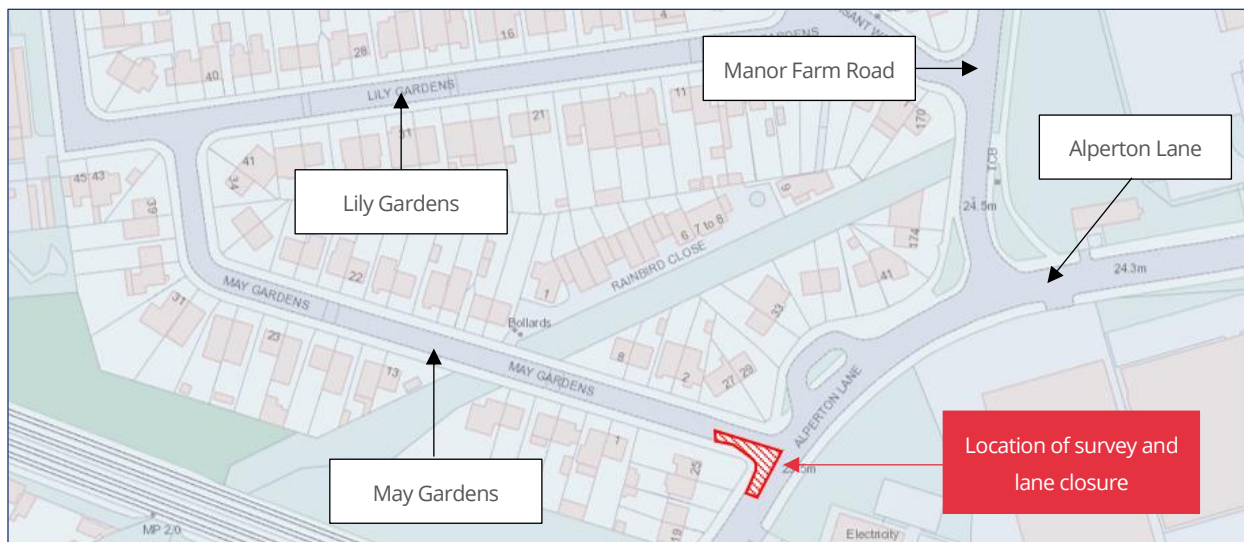 16
28
40
GARDENS
LILY GARDENS
Manor Farm Road
11
21
31
170
41
34
Alperton Lane
TCB
Lily Gardens
45 43
39
9
24.5m
6 7 to 8
174
RAINBIRD CLOSE
22
41
24.3m
1
MAY GARDENS
31
33
Bollards
23
8
MAY GARDENS
2
27 29
13
ALPERTON LANE
Location of survey and
lane closure
1
23
May Gardens
19
MP 2/0
Electricity